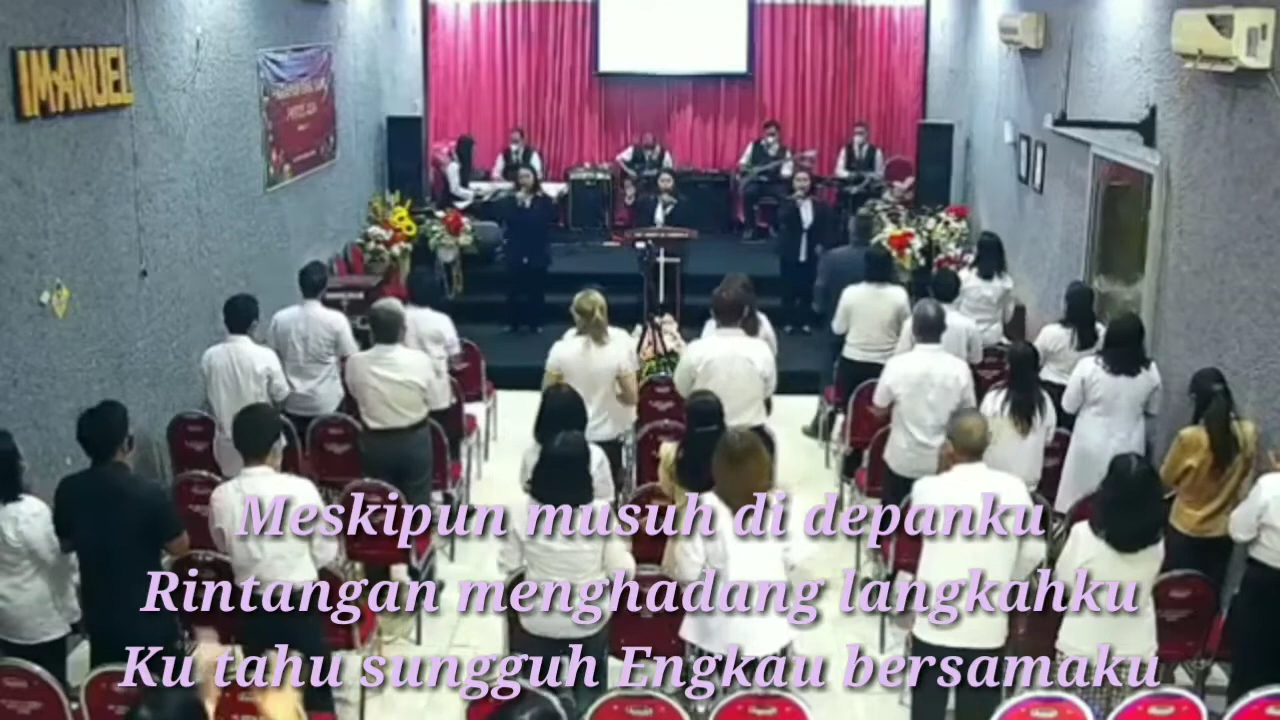 IMANUEL
Meskipun musuh di depanku
Rintangan menghadang langkahku
Ku tahu sungguh Engkau bersamaku